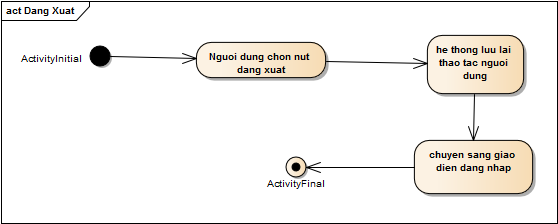 act Dang Xuat
ActivityInitial
Nguoi dung chon nut
dang xuat
he thong luu lai
thao tac nguoi
dung
chuyen sang giao
dien dang nhap
ActivityFinal